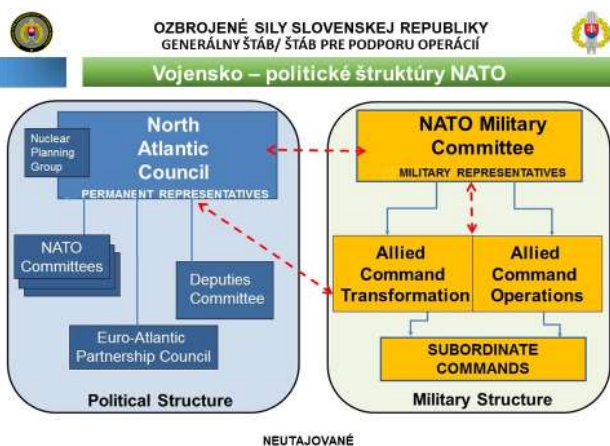 OZBROJENÉ SILY SLOVENSKEJ REPUBLIKY
GENERÁLNY ŠTÁB/ ŠTÁB PRE PODPORU OPERÁCIÍ
Vojensko – politické štruktúry NATO
Nuclear
Planning
Group
North
Atlantic
Council
PERMANENT REPRESENTATIVES
NATO
Committees
Deputies
Committee
Euro-Atlantic
Partnership Council
Political Structure
NATO Military
Committee
MILITARY REPRESENTATIVES
Allied
Command
Transformation
Allied
Command
Operations
SUBORDINATE
COMMANDS
Military Structure
NEUTAJOVANÉ